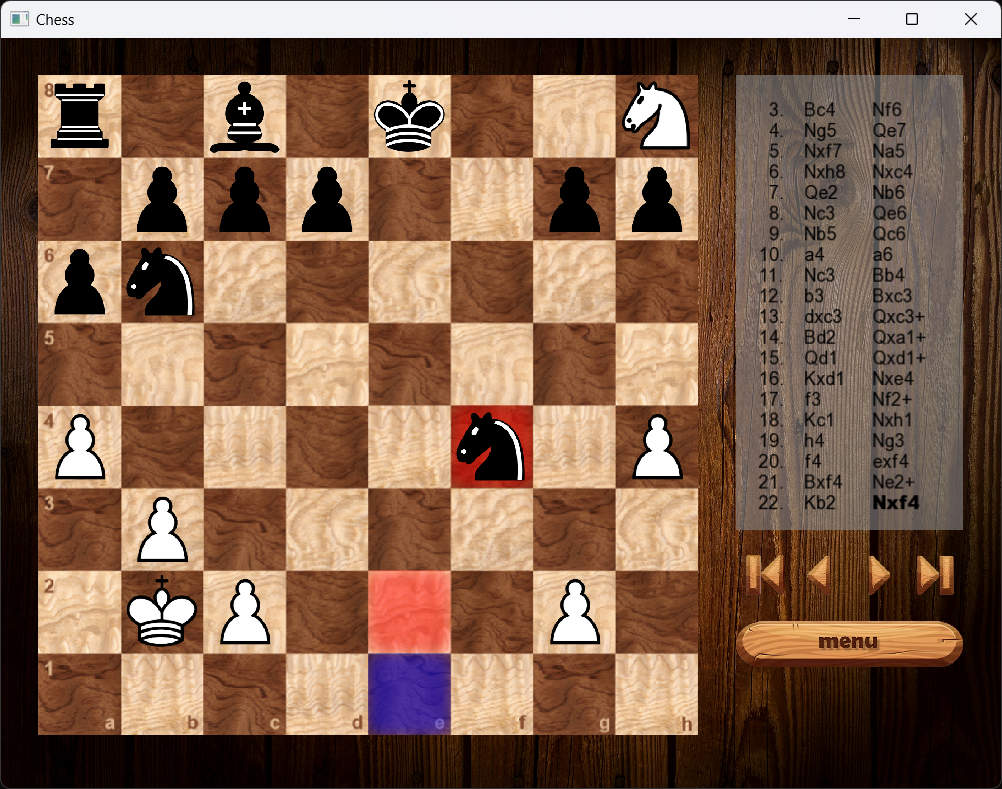 Chess
8
7
6
5
4
3
2
1
a b c d e f g h
3. Bc4 Nf6
4. Ng5 Qe7
5. Nxf7 Na5
6. Nxh8 Nxc4
7. Qe2 Nb6
8. Nc3 Qe6
9. Nb5 Qc6
10. a4 a6
11. Nc3 Bb4
12. b3 Bxc3
13. dxc3 Qxc3+
14. Bd2 Qxa1+
15. Qd1 Qxd1+
16. Kxd1 Nxe4
17. f3 Nf2+
18. Kc1 Nxh1
19. h4 Ng3
20. f4 exf4
21. Bxf4 Ne2+
22. Kb2 Nxf4
menu